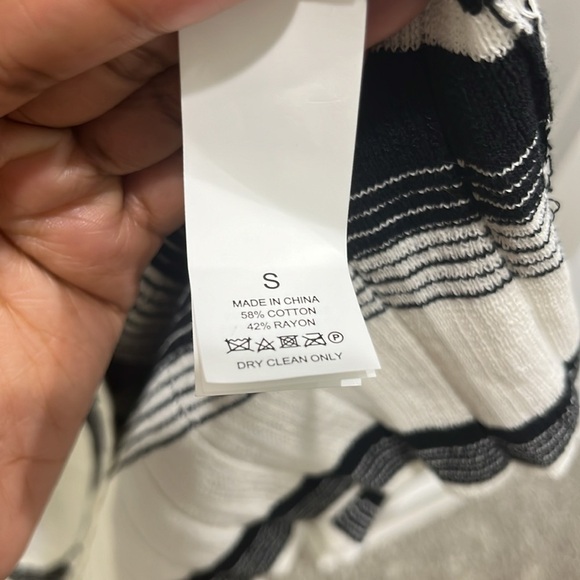 S
MADE IN CHINA
58% COTTON
42% RAYON
P
DRY CLEAN ONLY